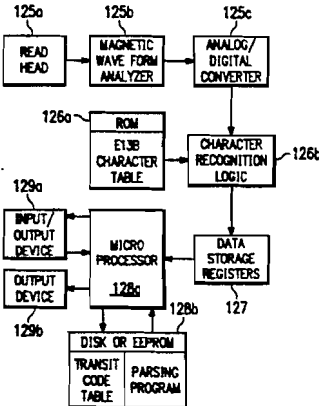 125a
125b
125c
READ
HEAD
MAGNETIC
WAVE FORM
ANALYZER
ANALOG/
DIGITAL
CONVERTER
126a
ROM
E13B
CHARACTER
TABLE
CHARACTER
RECOGNITION
LOGIC
126b
129a
INPUT/
OUTPUT
DEVICE
MICRO
PROCESSOR
128a
DATA
STORAGE
REGISTERS
127
OUTPUT
DEVICE
129b
128b
DISK OR EEPROM
TRANSIT
CODE
TABLE
PARSING
PROGRAM